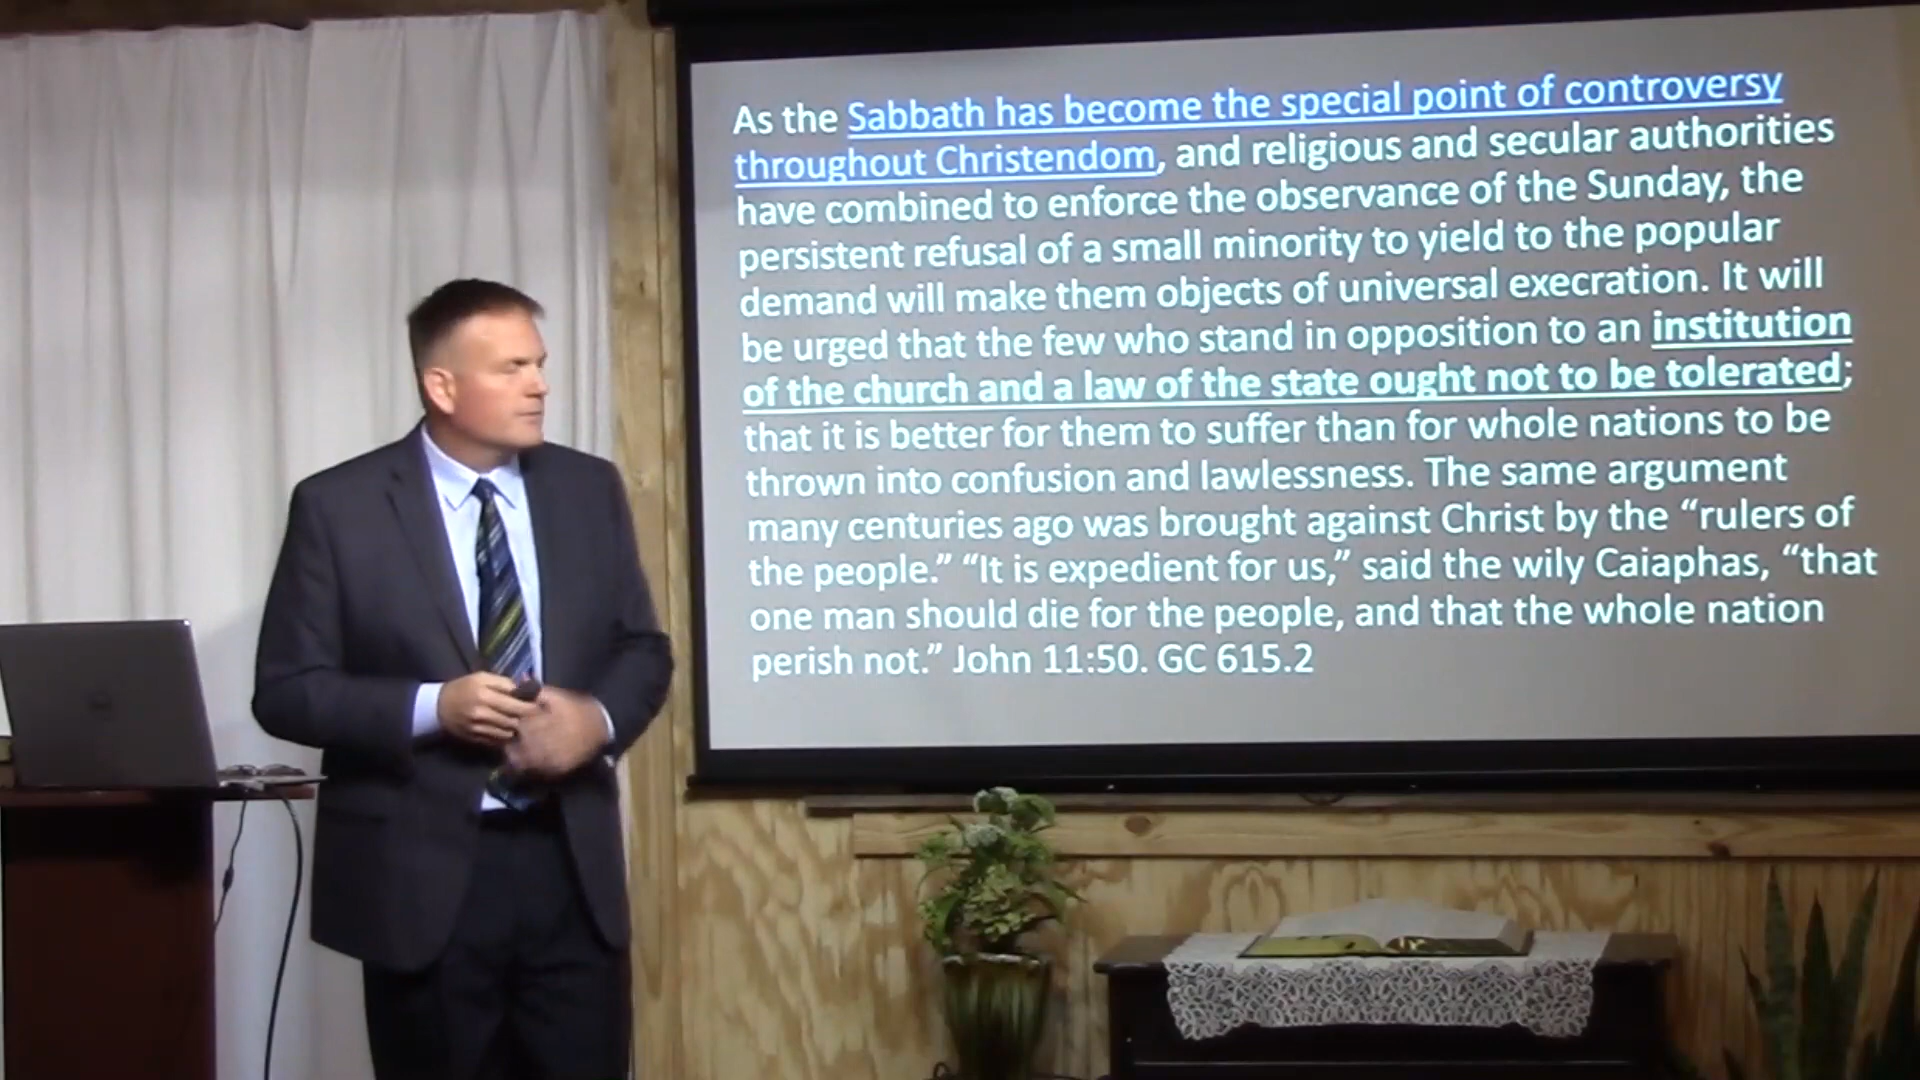 As the Sabbath has become the special point of controversy
throughout Christendom, and religious and secular authorities
have combined to enforce the observance of the Sunday, the
persistent refusal of a small minority to yield to the popular
demand will make them objects of universal execration. It will
be urged that the few who stand in opposition to an institution
of the church and a law of the state ought not to be tolerated;
that it is better for them to suffer than for whole nations to be
thrown into confusion and lawlessness. The same argument
many centuries ago was brought against Christ by the “rulers of
the people.” “It is expedient for us,” said the wily Caiaphas, “that
one man should die for the people, and that the whole nation
perish not.” John 11:50. GC 615.2